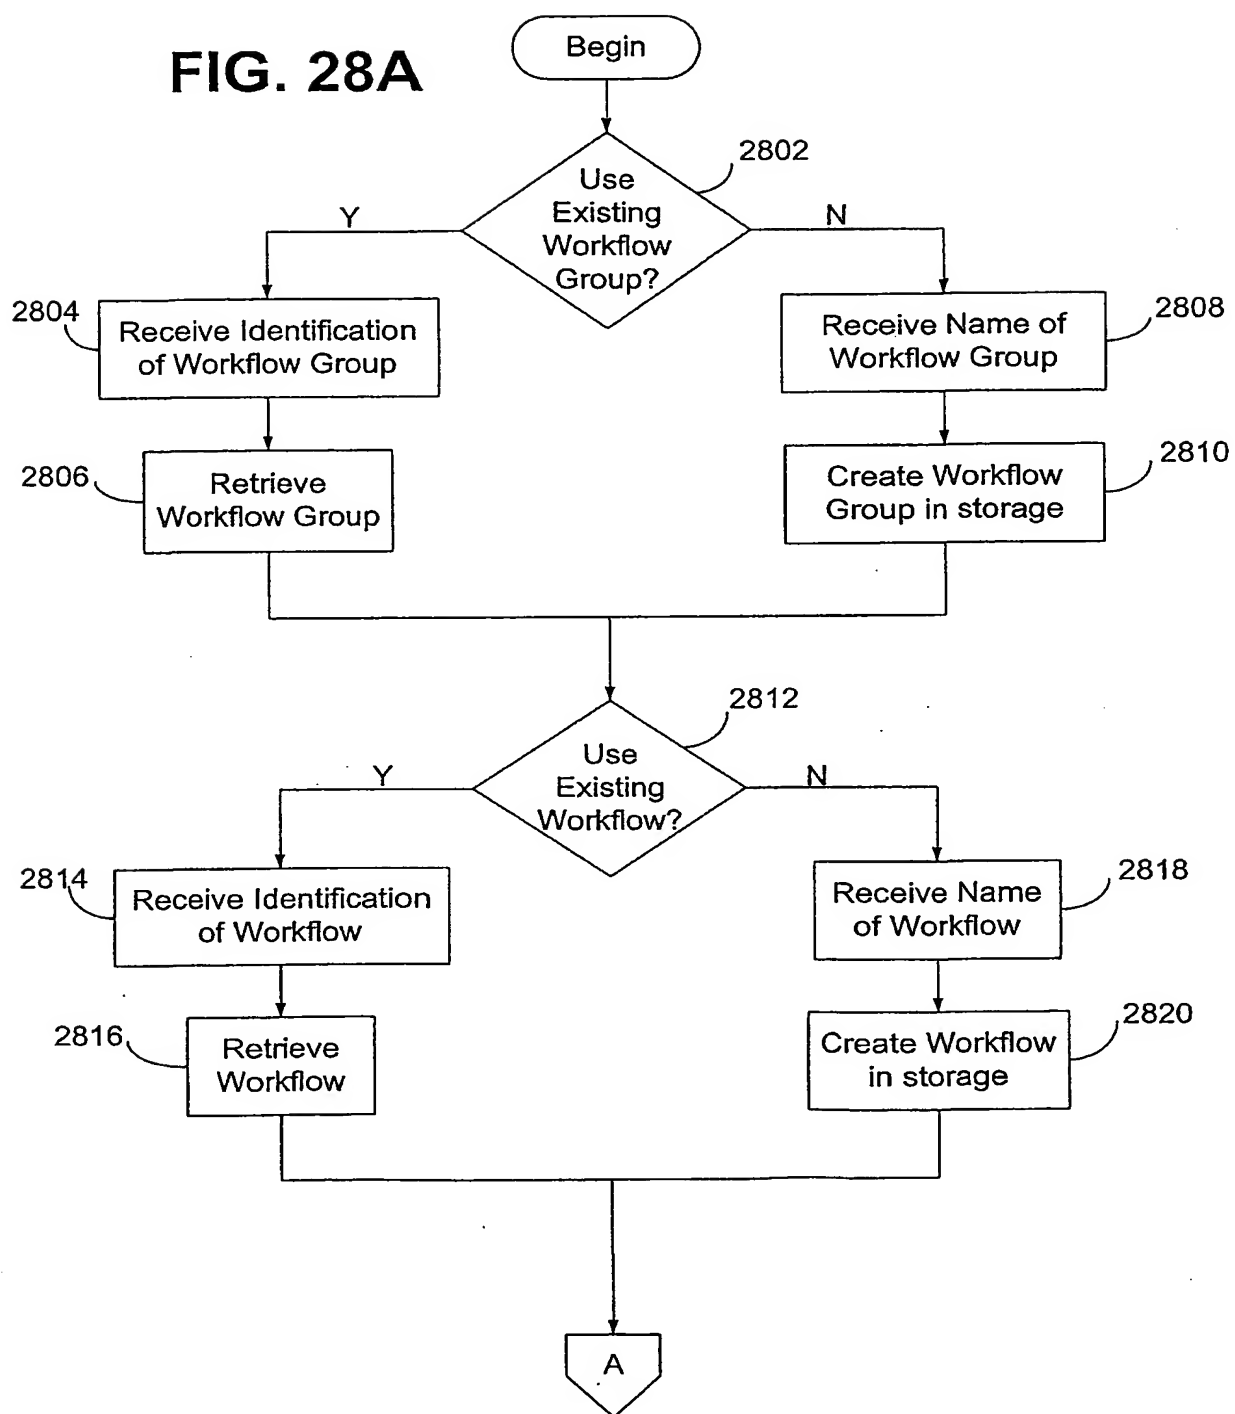 FIG. 28A
Begin
2802
Use
Existing
Workflow
Group?
Y
N
2804
Receive Identification
of Workflow Group
2808
Receive Name of
Workflow Group
2806
Retrieve
Workflow Group
2810
Create Workflow
Group in storage
2812
Use
Existing
Workflow?
Y
N
2814
Receive Identification
of Workflow
2818
Receive Name
of Workflow
2816
Retrieve
Workflow
2820
Create Workflow
in storage
A